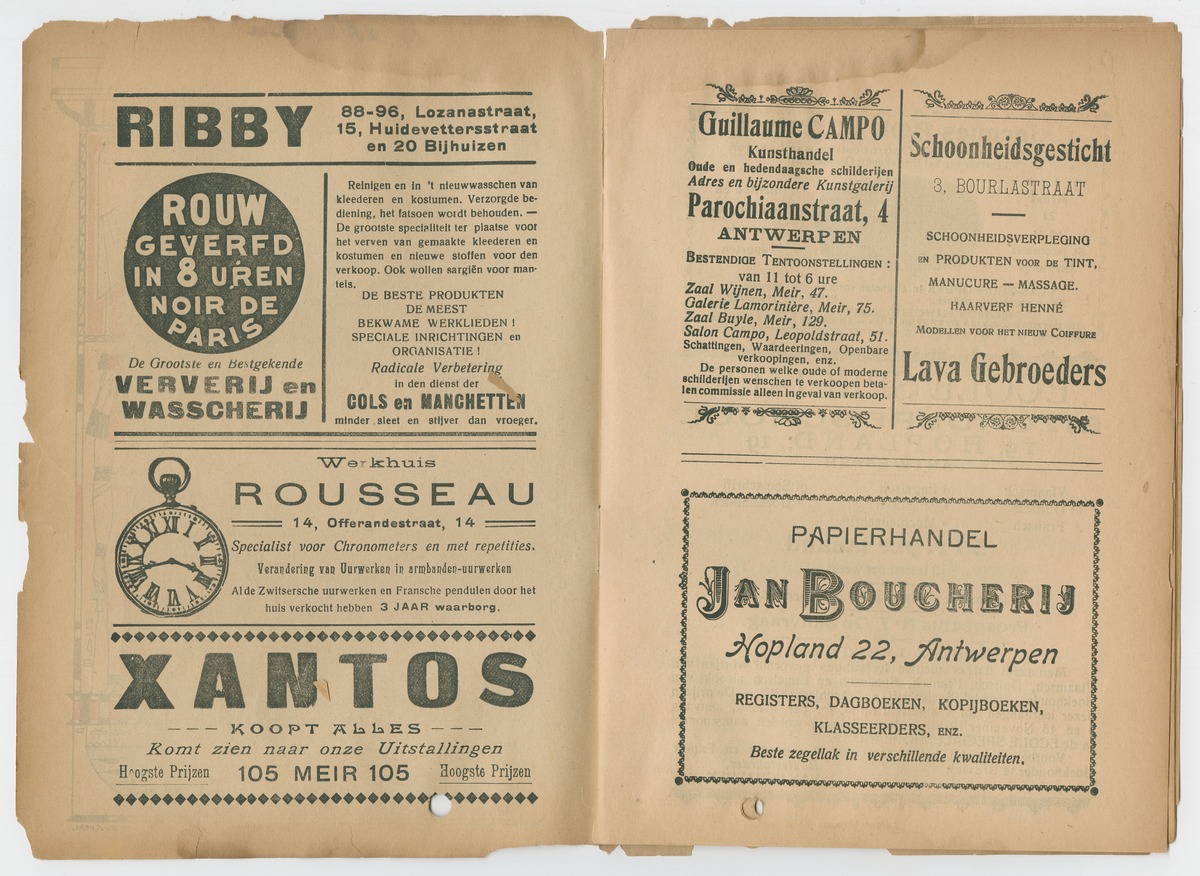 RIBBY
88-96, Lozanastraat,
15, Huidevettersstraat
en 20 Bijhuizen
ROUW
GEVERFD
IN 8 UREN
NOIR DE
PARIS
De Grootste en Bestgekende
VERVERIJ en
WASSCHERIJ
Reinigen en in 't nieuwwasschen van
kleederen en kostumen. Verzorgde be-
diening, het fatsoen wordt behouden. —
De grootste specialiteit ter plaatse voor
het verven van gemaakte kleederen en
kostumen en nieuwe stoffen voor den
verkoop. Ook wollen sargiën voor man-
tels.
DE BESTE PRODUKTEN
DE MEEST
BEKWAME WERKLIEDEN !
SPECIALE INRICHTINGEN en
ORGANISATIE !
Radicale Verbetering
in den dienst der
COLS en MANCHETTEN
minder sleet en stijver dan vroeger.
Werkhuis
ROUSSEAU
14, Offerandestraat, 14
Specialist voor Chronometers en met repetities.
Verandering van Uurwerken in armbanden-uurwerken
Al de Zwitsersche uurwerken en Fransche pendulen door het
huis verkocht hebben 3 JAAR waarborg.
XANTOS
--- KOOPT ALLES ---
Komt zien naar onze Uitstallingen
Hoogste Prijzen 105 MEIR 105 Hoogste Prijzen
Guillaume CAMPO
Kunsthandel
Oude en hedendaagsche schilderijen
Adres en bijzondere Kunstgalerij
Parochiaanstraat, 4
ANTWERPEN
BESTENDIGE TENTOONSTELLINGEN :
van 11 tot 6 ure
Zaal Wijnen, Meir, 47.
Galerie Lamorinière, Meir, 75.
Zaal Buyle, Meir, 129.
Salon Campo, Leopoldstraat, 51.
Schattingen, Waardeeringen, Openbare
verkoopingen, enz.
De personen welke oude of moderne
schilderijen wenschen te verkoopen beta-
len commissie alleen in geval van verkoop.
Schoonheidsgesticht
3, BOURLASTRAAT
SCHOONHEIDSVERPLEGING
EN PRODUKTEN VOOR DE TINT,
MANUCURE — MASSAGE.
HAARVERF HENNÉ
MODELLEN VOOR HET NIEUW COIFFURE
Lava Gebroeders
PAPIERHANDEL
JAN BOUCHERIJ
Hopland 22, Antwerpen
REGISTERS, DAGBOEKEN, KOPIJBOEKEN,
KLASSEERDERS, ENZ.
Beste zegellak in verschillende kwaliteiten.